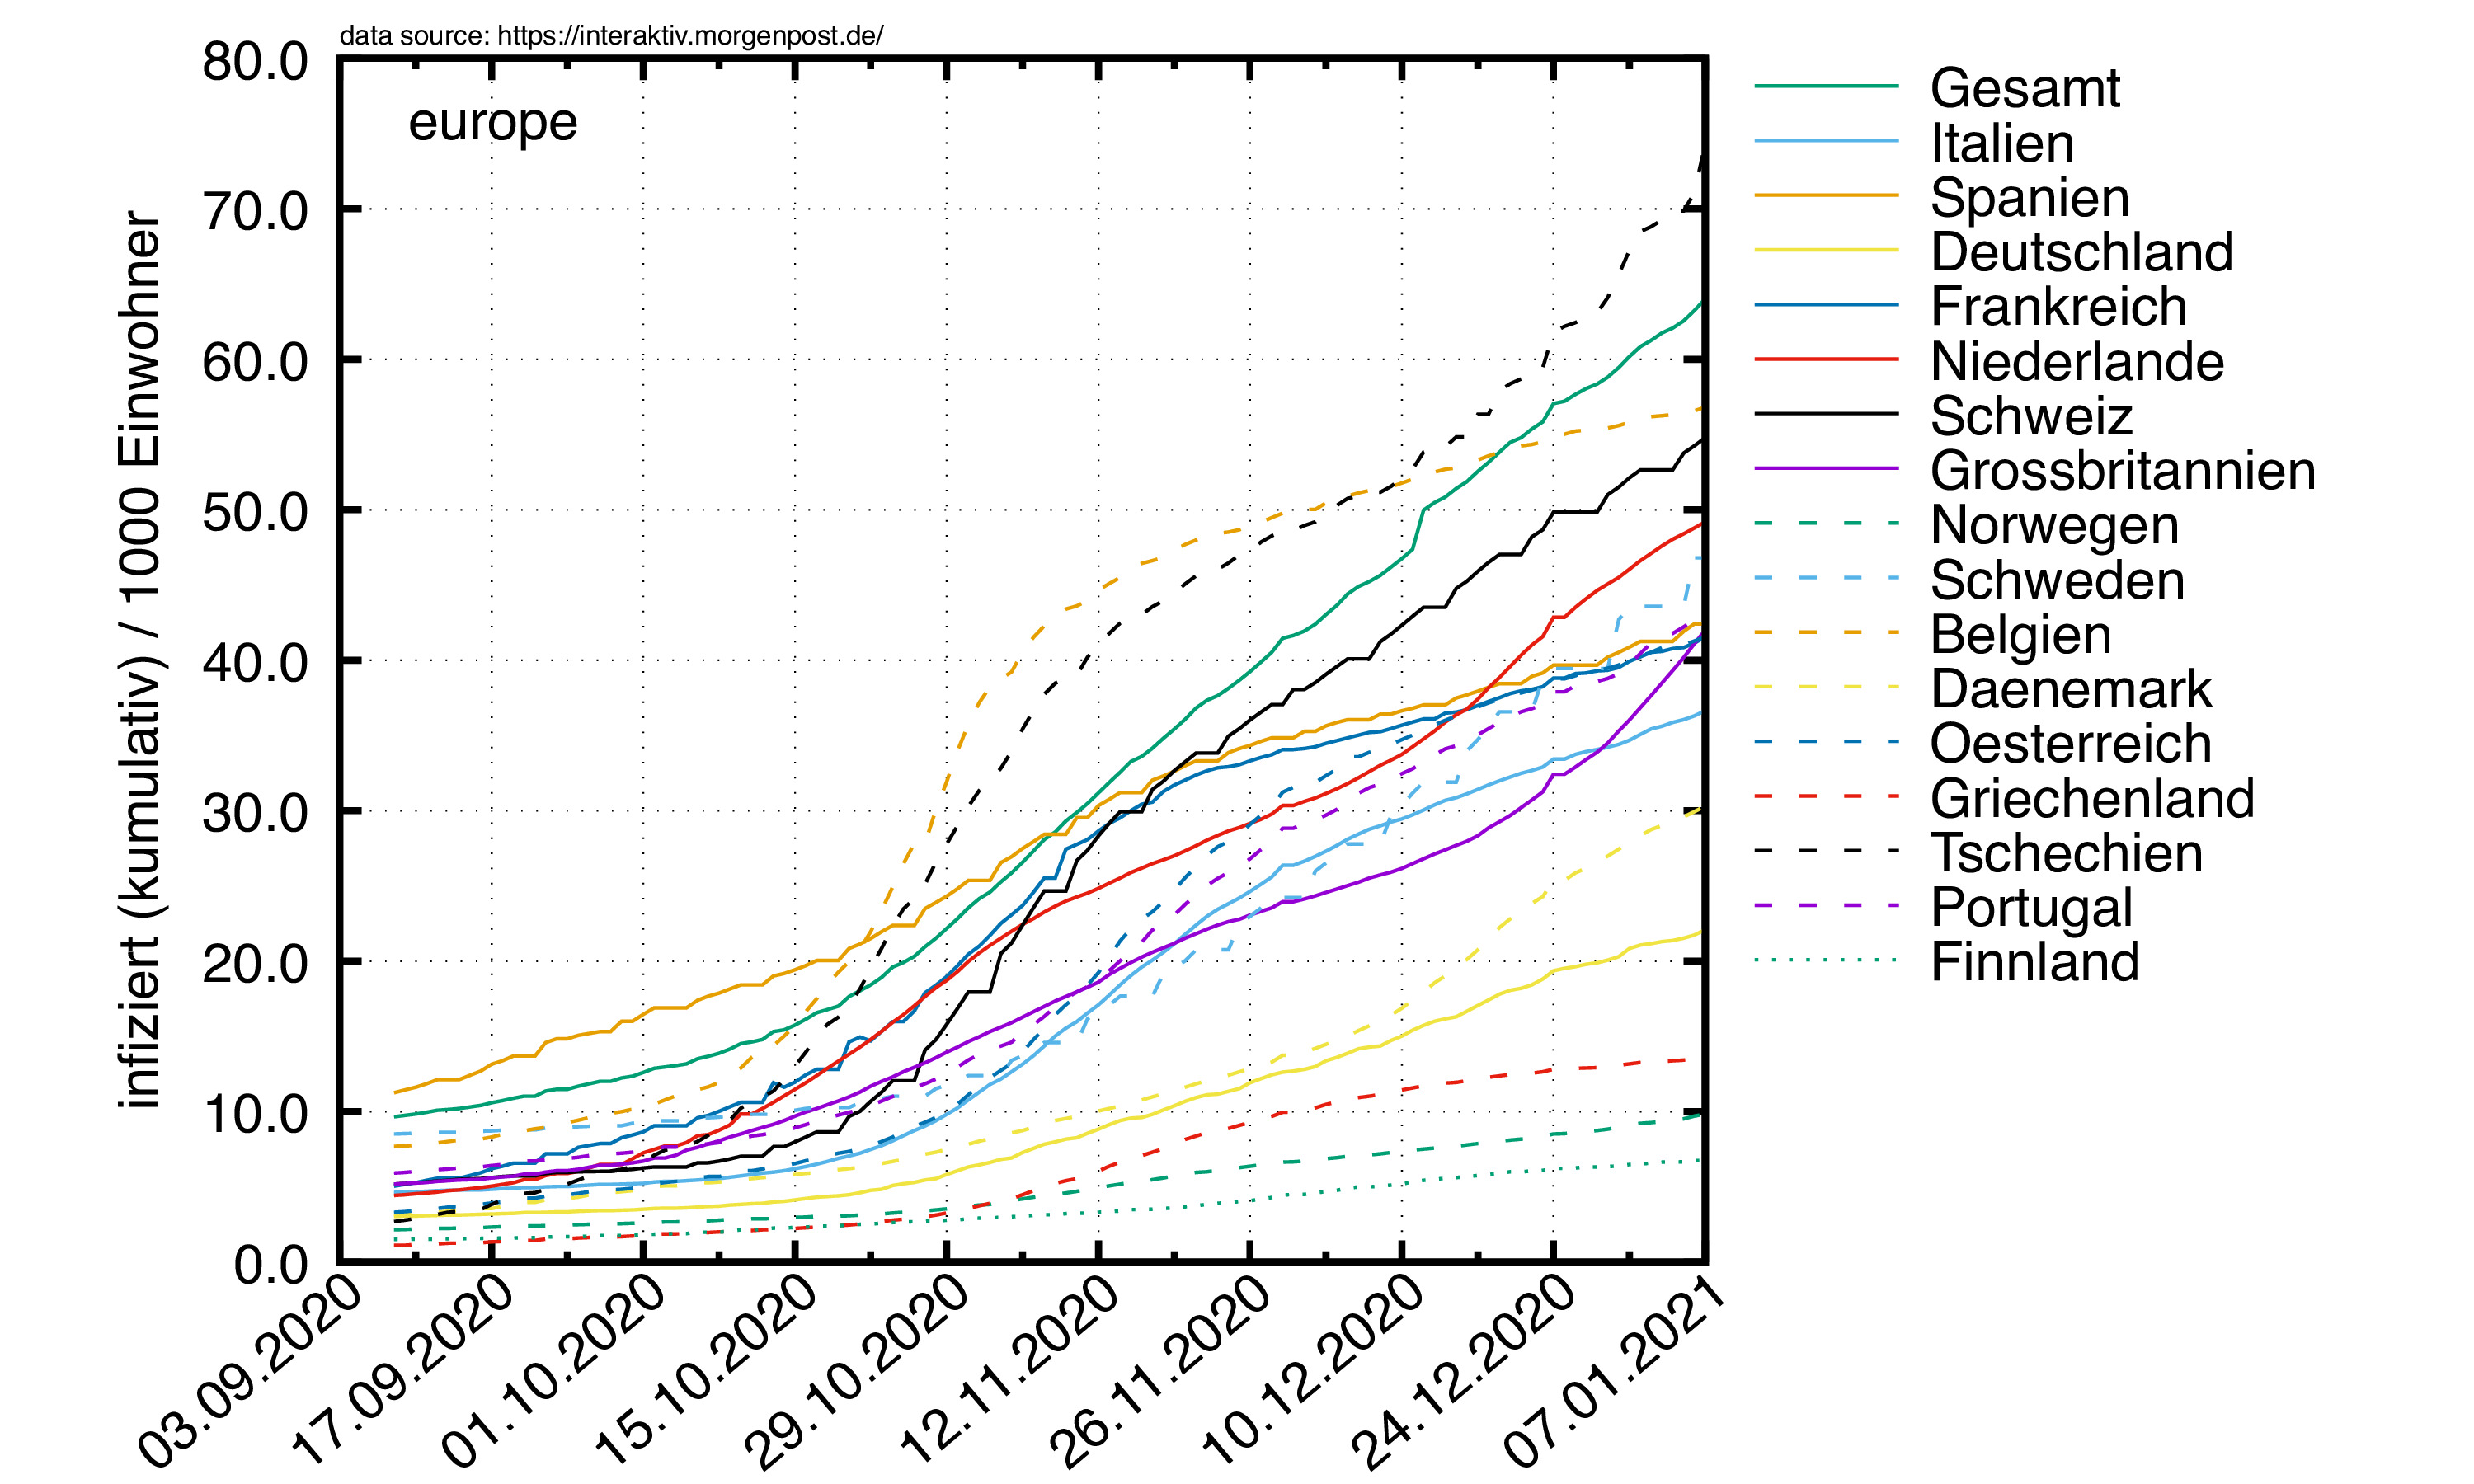 data source: https://interaktiv.morgenpost.de/
europe
infiziert (kumulativ) / 1000 Einwohner
80.0
70.0
60.0
50.0
40.0
30.0
20.0
10.0
0.0
03.09.2020
17.09.2020
01.10.2020
15.10.2020
29.10.2020
12.11.2020
26.11.2020
10.12.2020
24.12.2020
07.01.2021
Gesamt
Italien
Spanien
Deutschland
Frankreich
Niederlande
Schweiz
Grossbritannien
Norwegen
Schweden
Belgien
Daenemark
Oesterreich
Griechenland
Tschechien
Portugal
Finnland